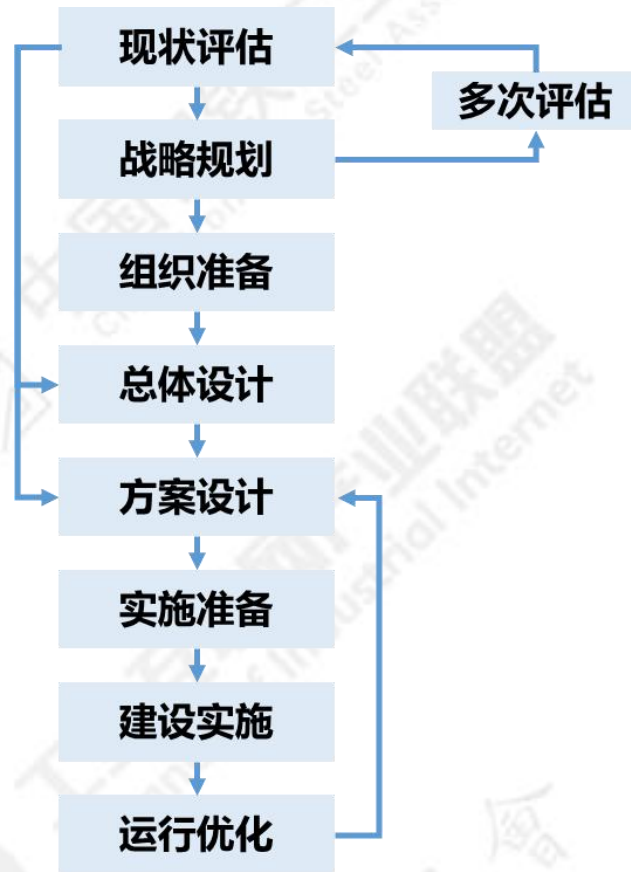 现状评估
多次评估
战略规划
组织准备
总体设计
方案设计
实施准备
建设实施
运行优化